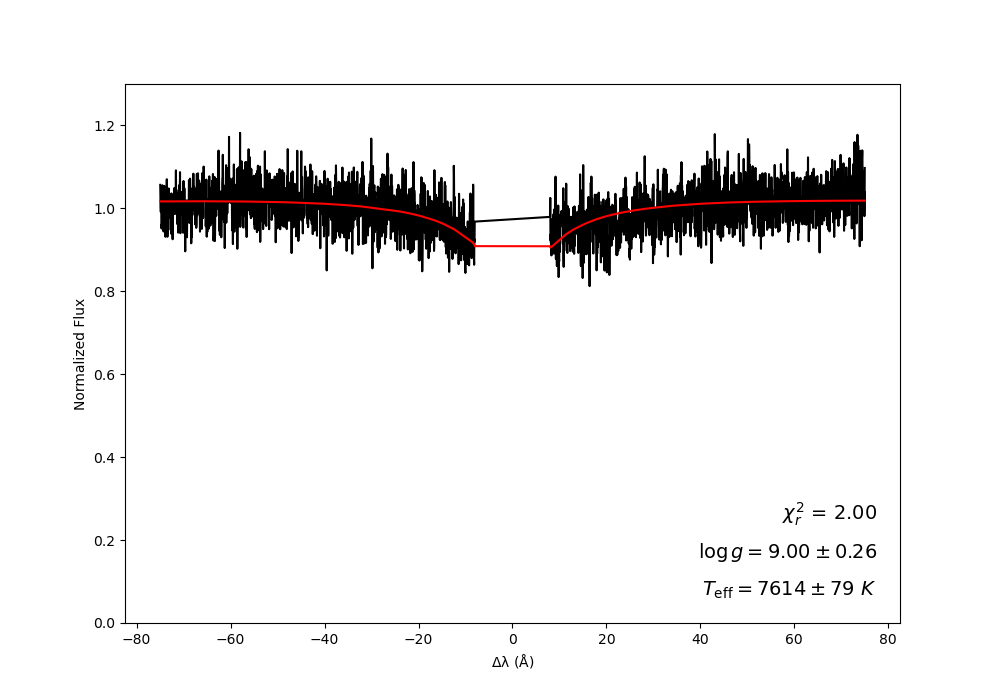 1.2
1.0
0.8
0.6
0.4
0.2
0.0
Normalized Flux
χ²ᵣ = 2.00
log g = 9.00 ± 0.26
T_eff = 7614 ± 79 K
−80 −60 −40 −20 0 20 40 60 80
Δλ (Å)